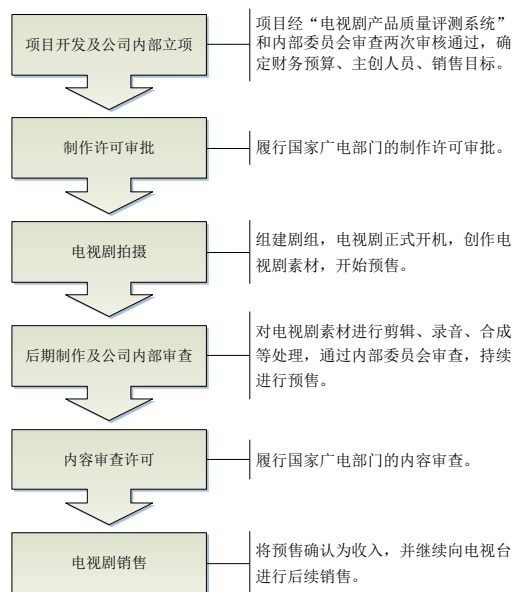 项目开发及公司内部立项
项目经“电视剧产品质量评测系统”
和内部委员会审查两次审核通过，确
定财务预算、主创人员、销售目标。
制作许可审批
履行国家广电部门的制作许可审批。
电视剧拍摄
组建剧组，电视剧正式开机，创作电
视剧素材，开始预售。
后期制作及公司内部审查
对电视剧素材进行剪辑、录音、合成
等处理，通过内部委员会审查，持续
进行预售。
内容审查许可
履行国家广电部门的内容审查。
电视剧销售
将预售确认为收入，并继续向电视台
进行后续销售。